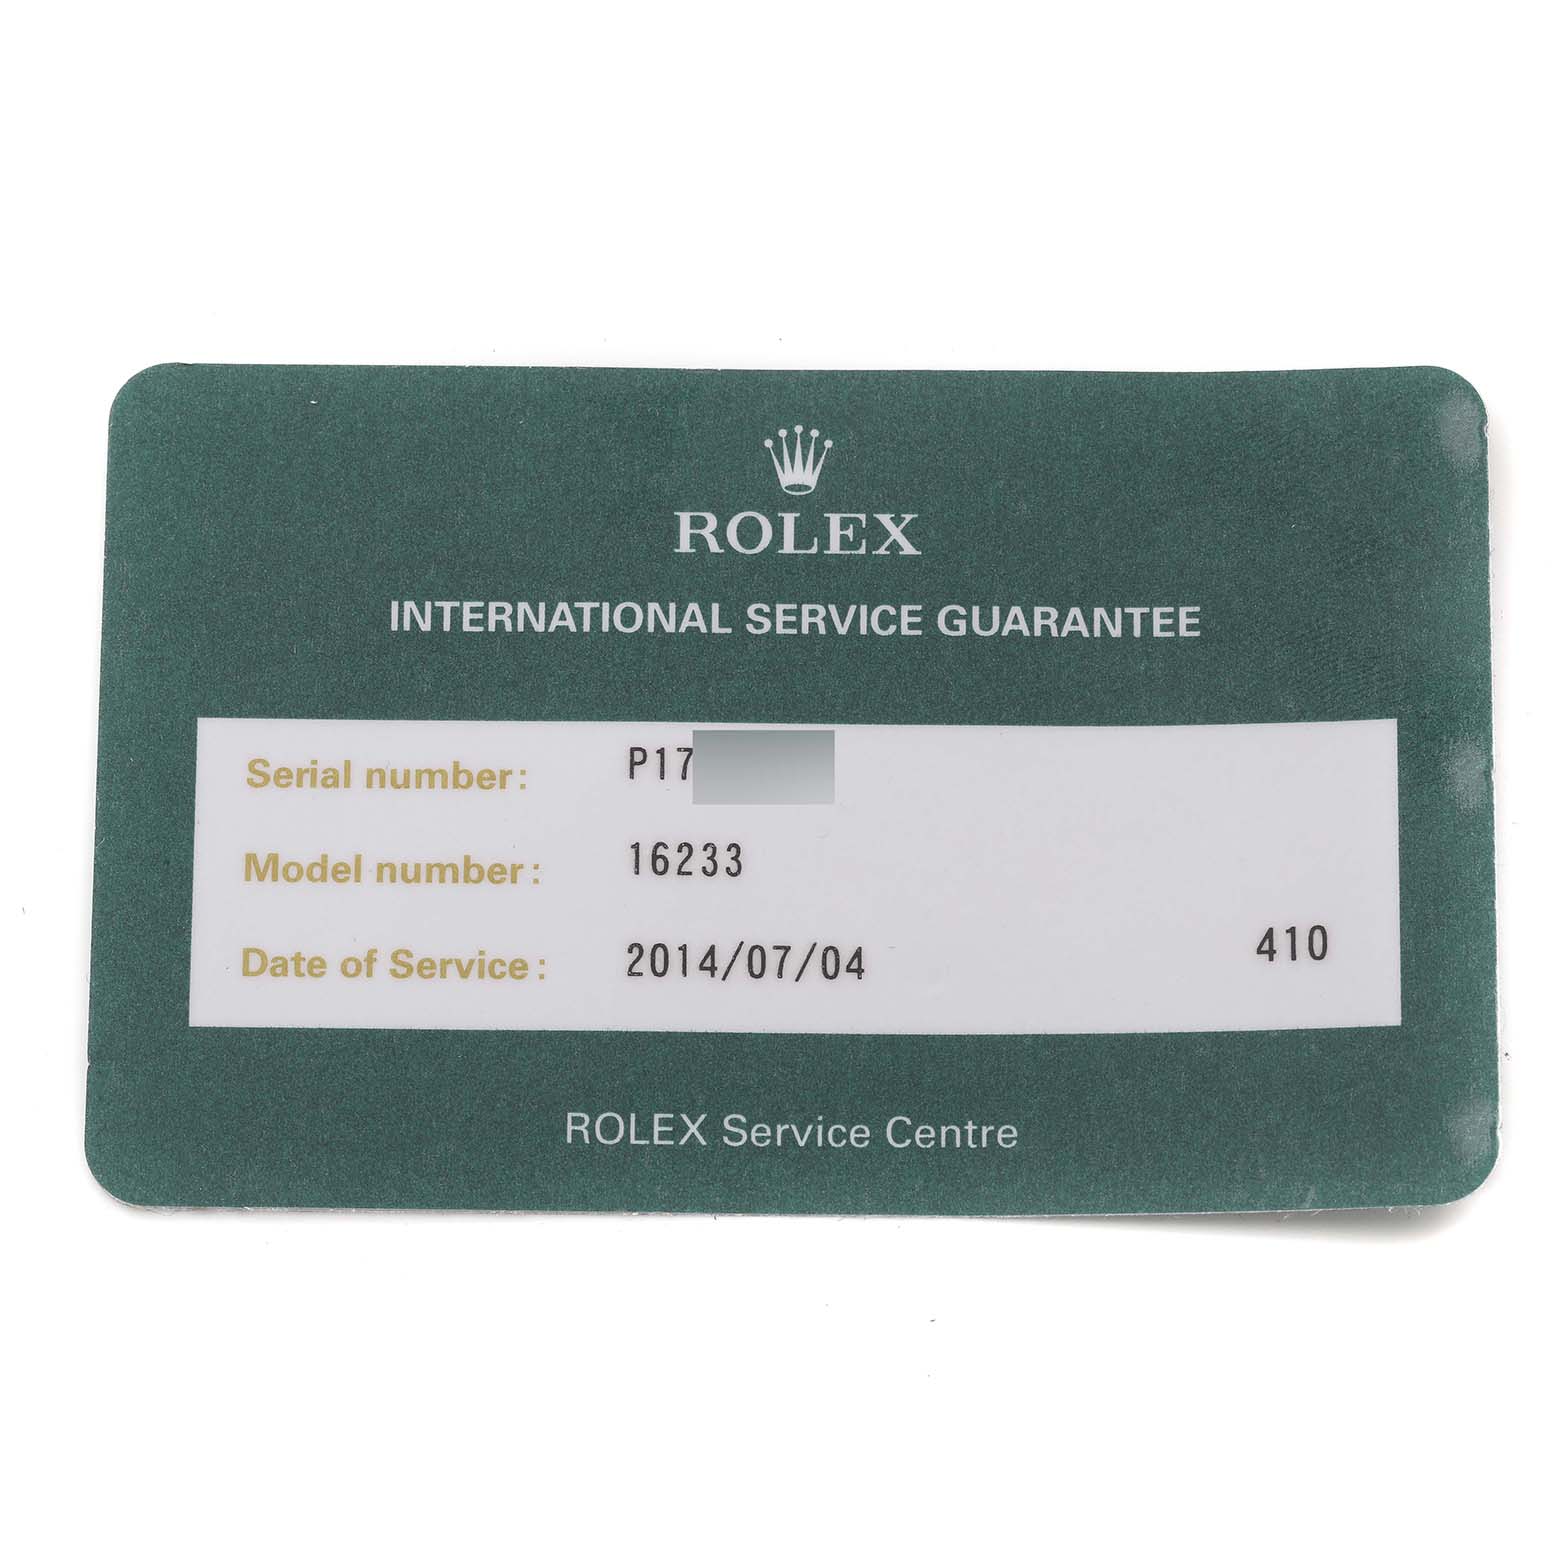 ROLEX
INTERNATIONAL SERVICE GUARANTEE
Serial number: P17
Model number: 16233
Date of Service: 2014/07/04 410
ROLEX Service Centre